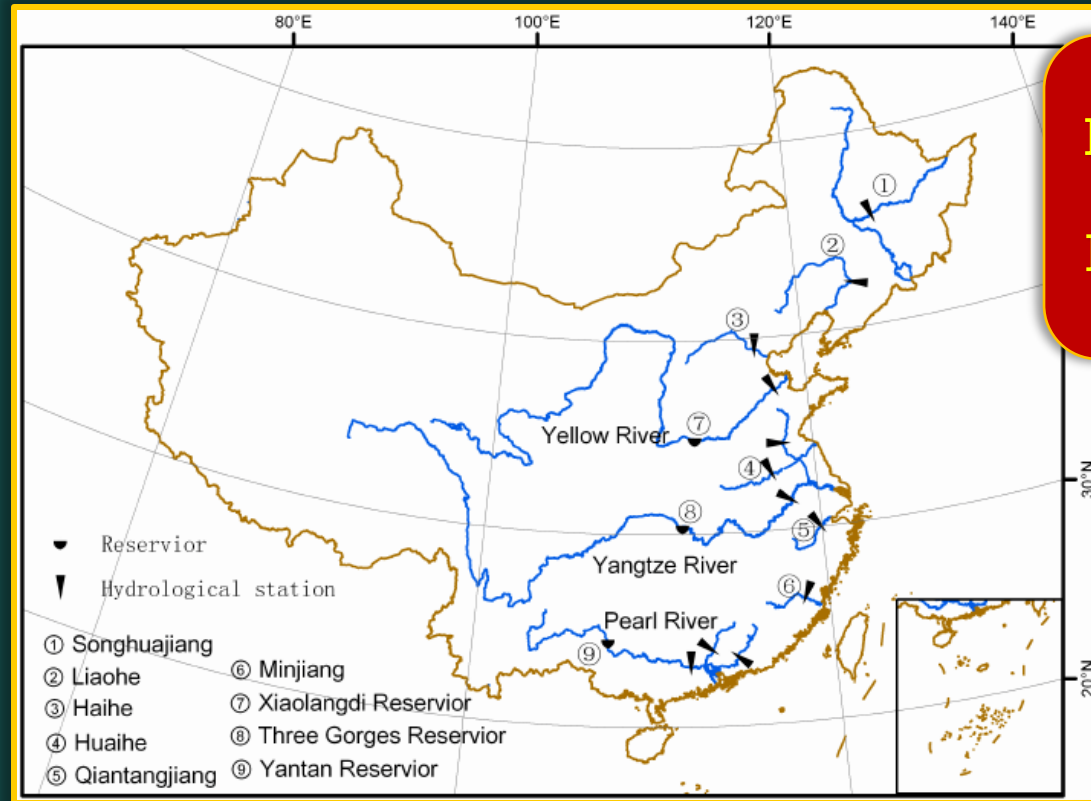 80°E
100°E
120°E
140°E
①
②
③
⑦
Yellow River
④
30°N
⑧
⑤
Reservior
Yangtze River
Hydrological station
⑥
Pearl River
⑨
20°N
① Songhuajiang
② Liaohe
③ Haihe
④ Huaihe
⑤ Qiantangjiang
⑥ Minjiang
⑦ Xiaolangdi Reservior
⑧ Three Gorges Reservior
⑨ Yantan Reservior